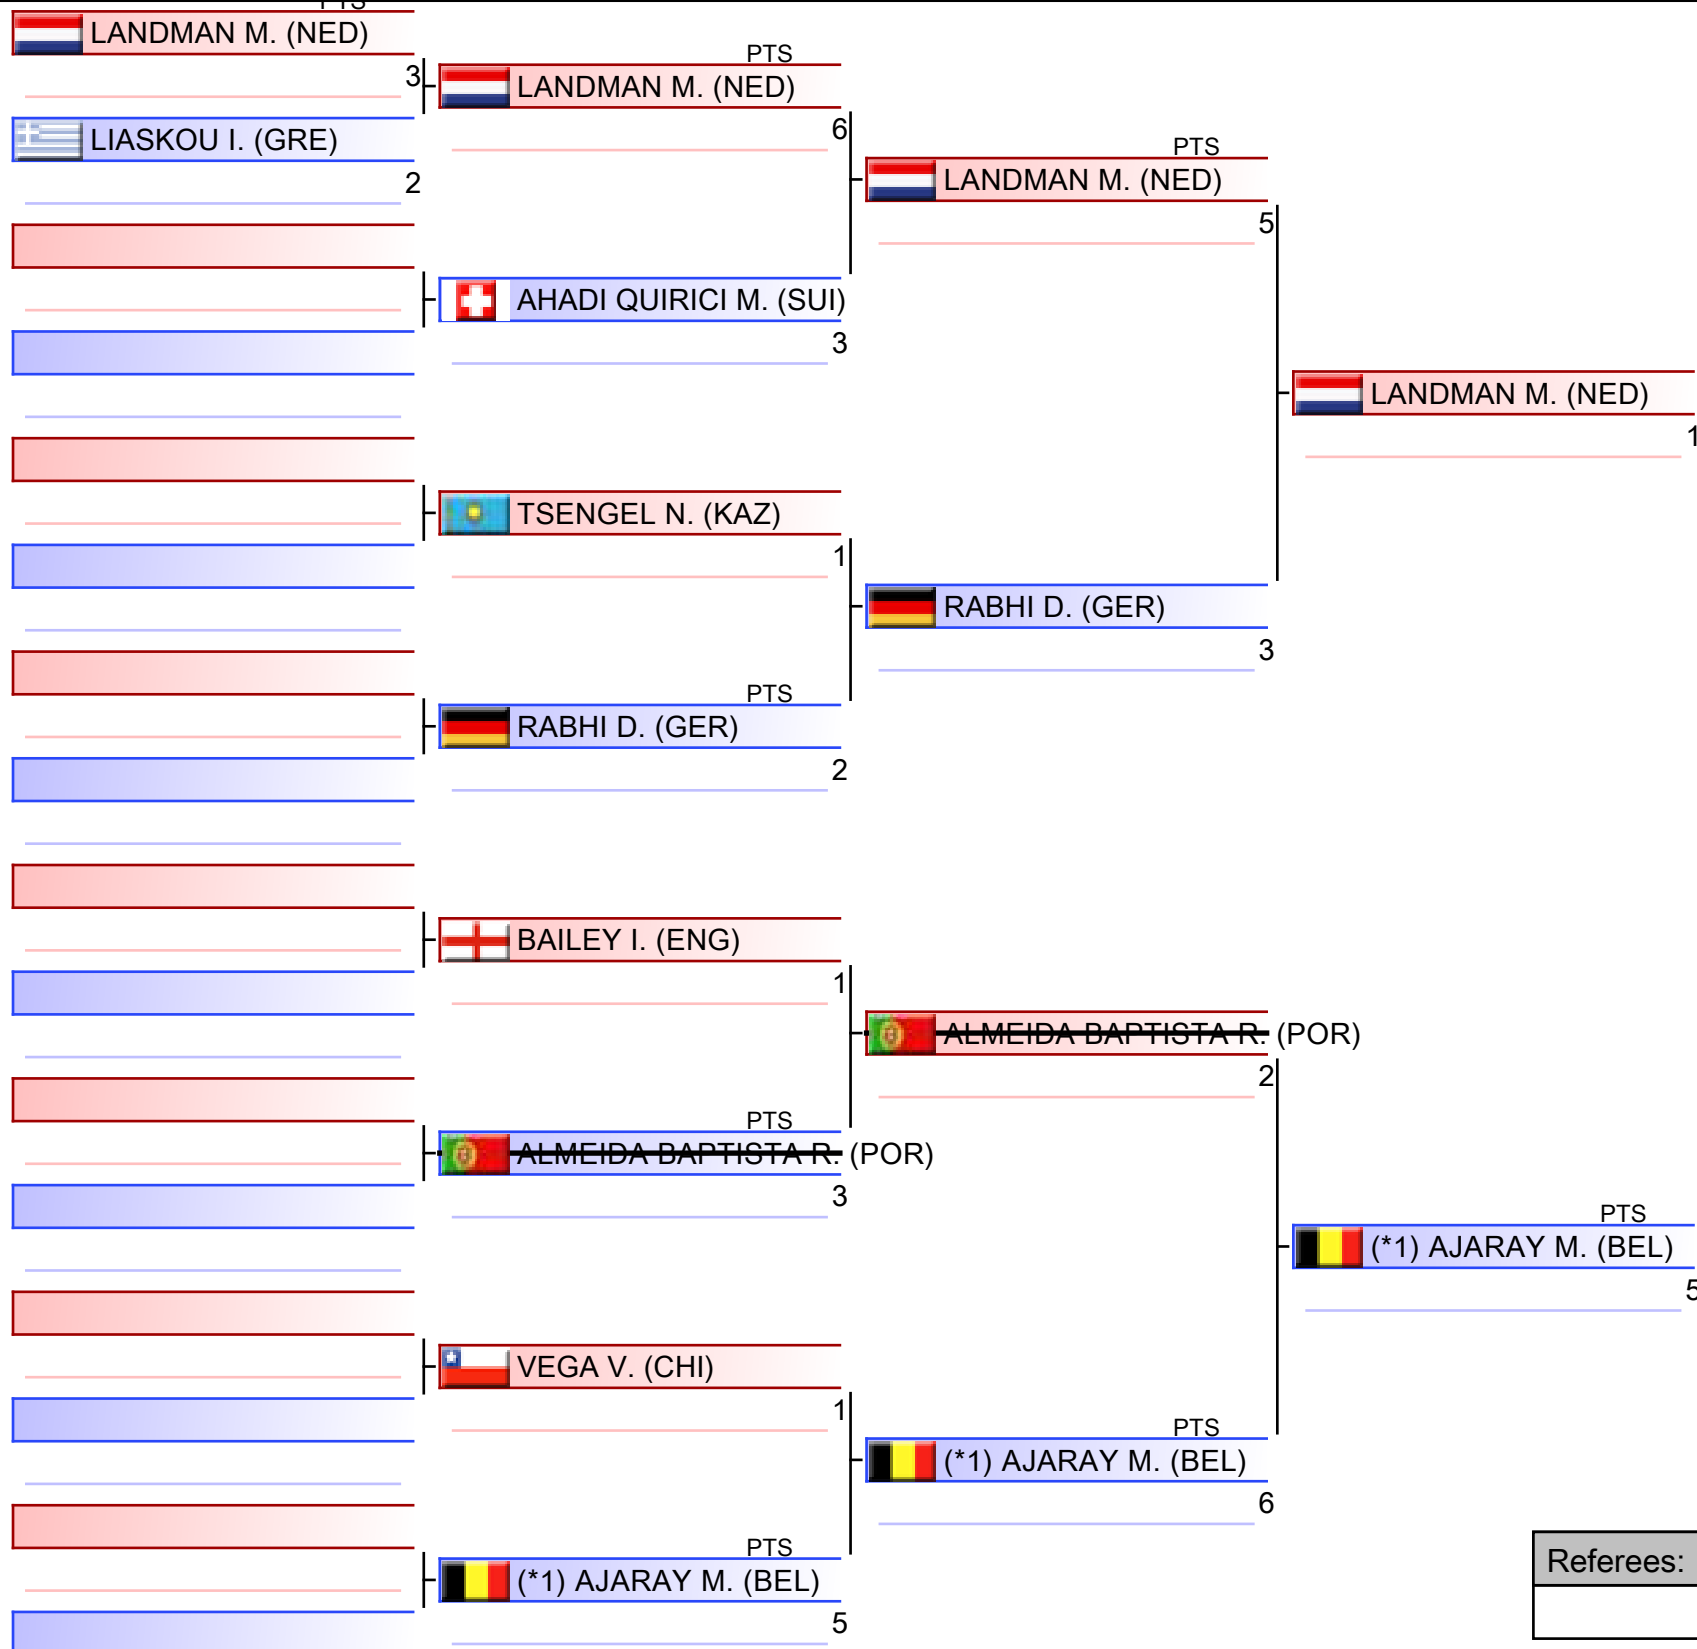 PTS
LANDMAN M. (NED)
3
LIASKOU I. (GRE)
2
PTS
LANDMAN M. (NED)
6
AHADI QUIRICI M. (SUI)
3
TSENGEL N. (KAZ)
1
PTS
RABHI D. (GER)
2
BAILEY I. (ENG)
1
PTS
ALMEIDA BAPTISTA R. (POR)
3
VEGA V. (CHI)
1
PTS
(*1) AJARAY M. (BEL)
5
PTS
LANDMAN M. (NED)
5
RABHI D. (GER)
3
ALMEIDA BAPTISTA R. (POR)
2
PTS
(*1) AJARAY M. (BEL)
6
LANDMAN M. (NED)
1
PTS
(*1) AJARAY M. (BEL)
5
Referees: